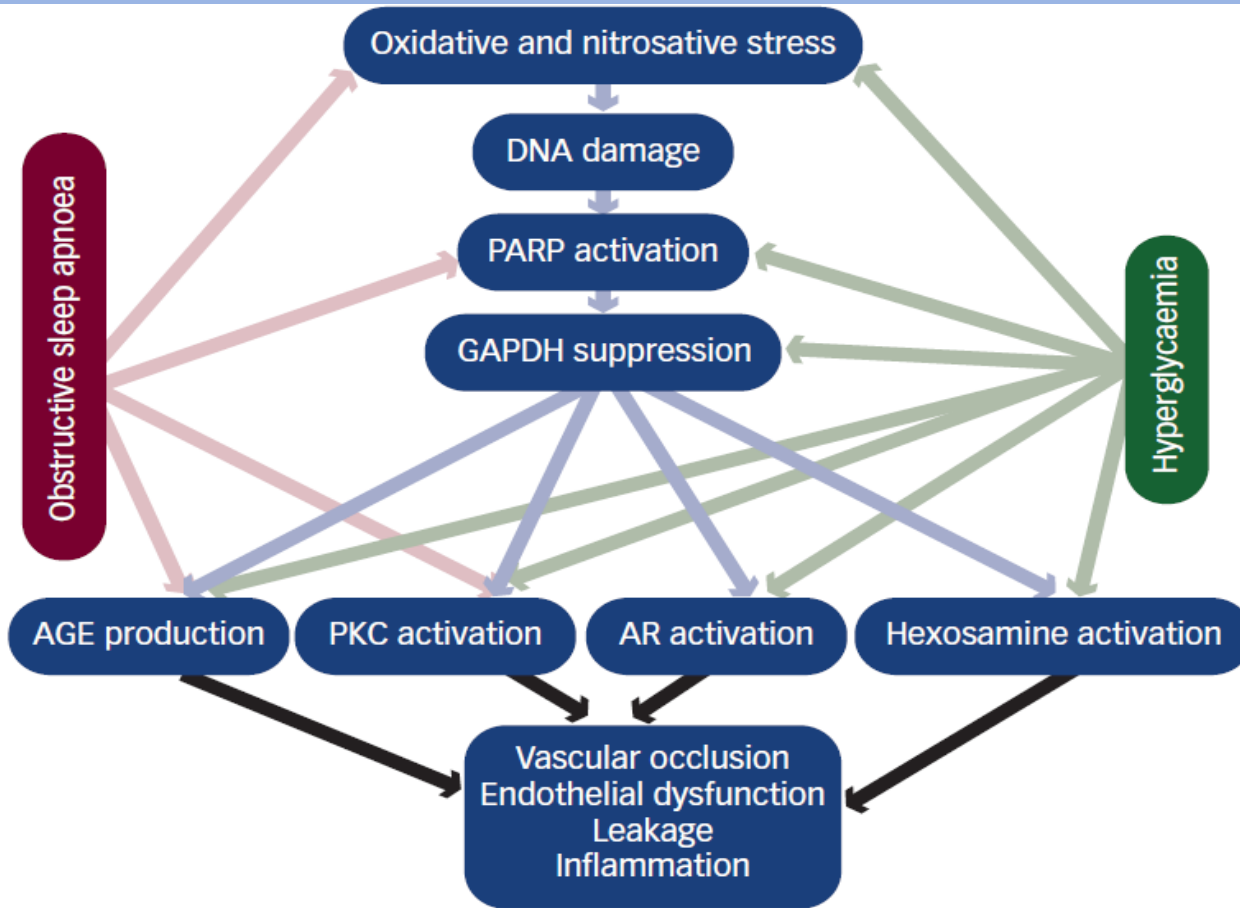 Oxidative and nitrosative stress
DNA damage
PARP activation
GAPDH suppression
Obstructive sleep apnoea
Hyperglycaemia
AGE production
PKC activation
AR activation
Hexosamine activation
Vascular occlusion
Endothelial dysfunction
Leakage
Inflammation